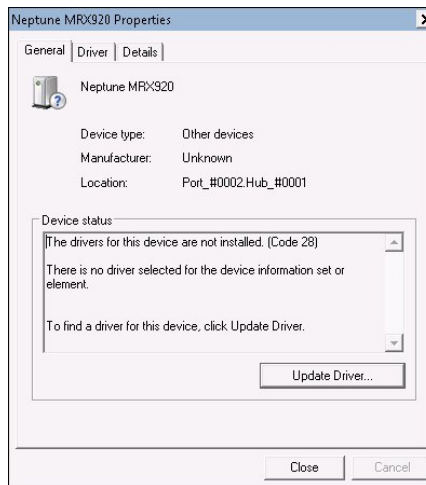 Neptune MRX920 Properties
General Driver Details
Neptune MRX920
Device type: Other devices
Manufacturer: Unknown
Location: Port_#0002.Hub_#0001
Device status
The drivers for this device are not installed. (Code 28)
There is no driver selected for the device information set or
element.
To find a driver for this device, click Update Driver.
Update Driver...
Close Cancel